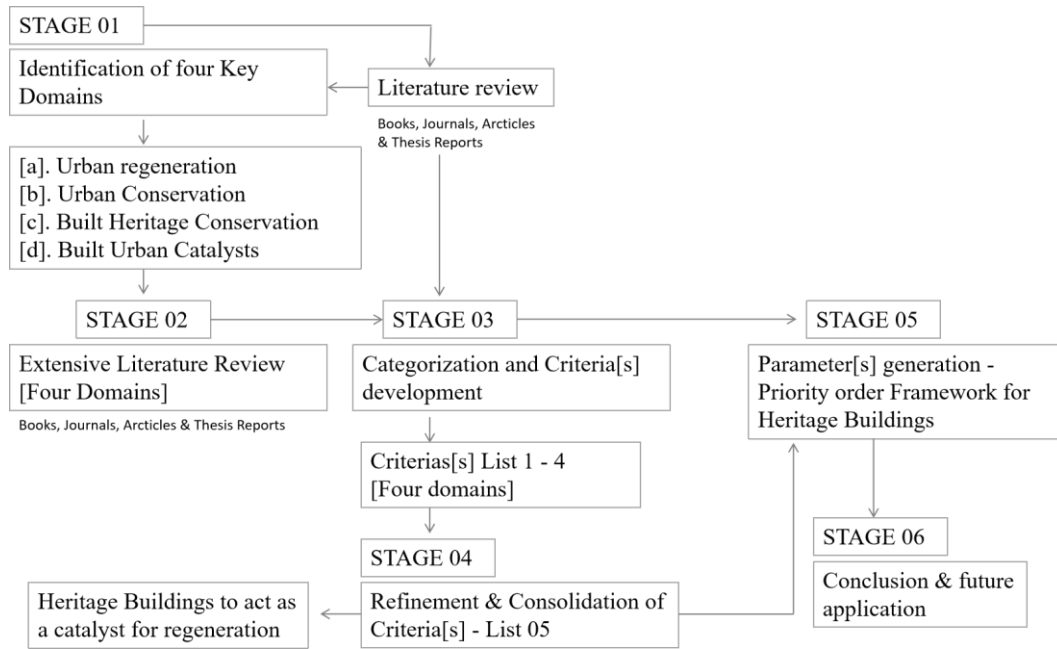 STAGE 01
Identification of four Key
Domains
Literature review
Books, Journals, Arcticles
& Thesis Reports
[a]. Urban regeneration
[b]. Urban Conservation
[c]. Built Heritage Conservation
[d]. Built Urban Catalysts
STAGE 02
Extensive Literature Review
[Four Domains]
Books, Journals, Arcticles & Thesis Reports
STAGE 03
Categorization and Criteria[s]
development
Criterias[s] List 1 - 4
[Four domains]
STAGE 04
Refinement & Consolidation of
Criteria[s] - List 05
Heritage Buildings to act as
a catalyst for regeneration
STAGE 05
Parameter[s] generation -
Priority order Framework for
Heritage Buildings
STAGE 06
Conclusion & future
application